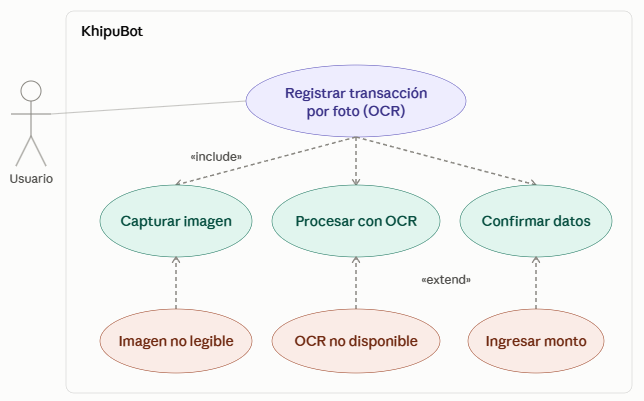 KhipuBot
Registrar transacción
por foto (OCR)
«include»
Usuario
Capturar imagen
Procesar con OCR
Confirmar datos
«extend»
Imagen no legible
OCR no disponible
Ingresar monto